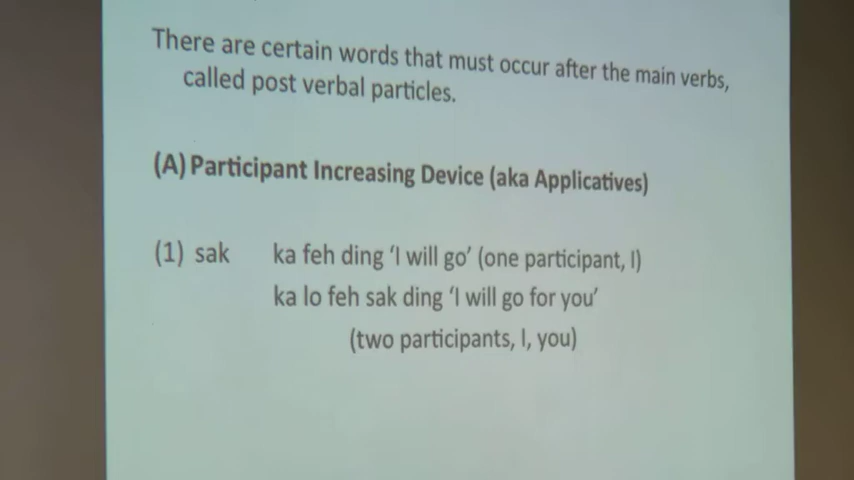 There are certain words that must occur after the main verbs,
called post verbal particles.
(A) Participant Increasing Device (aka Applicatives)
(1) sak ka feh ding ‘I will go’ (one participant, I)
ka lo feh sak ding ‘I will go for you’
(two participants, I, you)